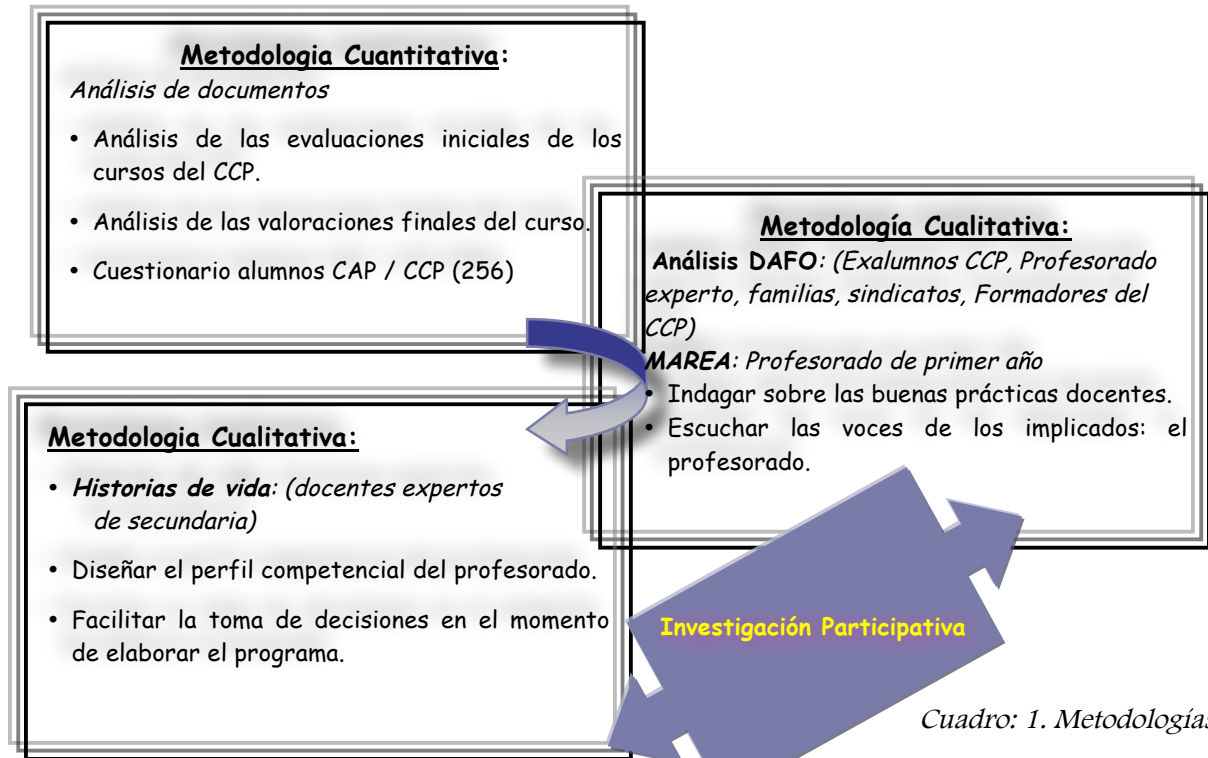 Metodologia Cuantitativa:
Análisis de documentos
• Análisis de las evaluaciones iniciales de los
cursos del CCP.
• Análisis de las valoraciones finales del curso.
• Cuestionario alumnos CAP / CCP (256)
Metodología Cualitativa:
Análisis DAFO: (Exalumnos CCP, Profesorado
experto, familias, sindicatos, Formadores del
CCP)
MAREA: Profesorado de primer año
• Indagar sobre las buenas prácticas docentes.
• Escuchar las voces de los implicados: el
profesorado.
Metodologia Cualitativa:
• Historias de vida: (docentes expertos
de secundaria)
• Diseñar el perfil competencial del profesorado.
• Facilitar la toma de decisiones en el momento
de elaborar el programa.
Investigación Participativa
Cuadro: 1. Metodologías